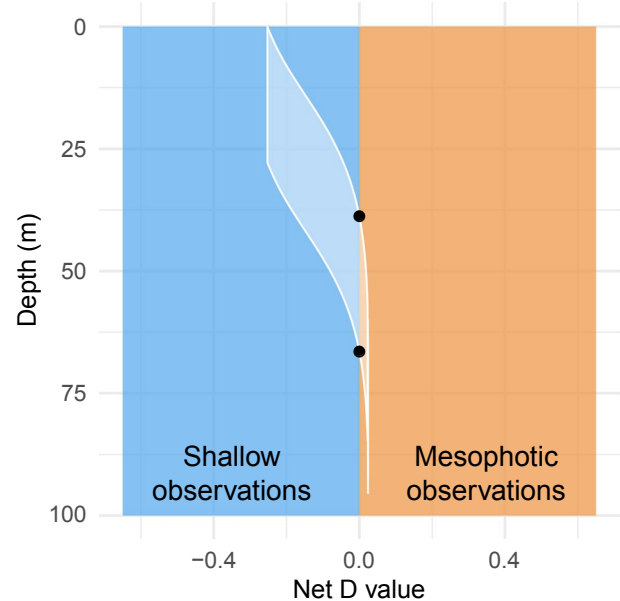 0
25
50
75
100
Depth (m)
Shallow
observations
Mesophotic
observations
−0.4
0.0
0.4
Net D value